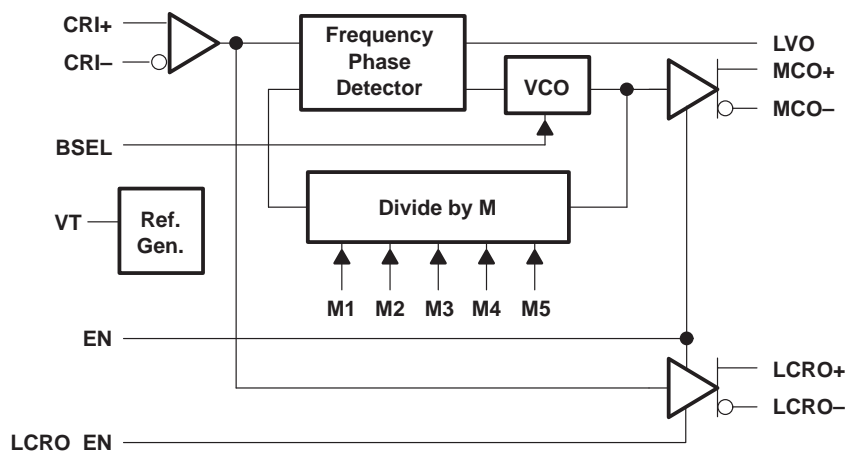 CRI+
CRI–
Frequency
Phase
Detector
LVO
VCO
MCO+
MCO–
BSEL
Divide by M
VT
Ref.
Gen.
M1 M2 M3 M4 M5
EN
LCRO+
LCRO–
LCRO EN